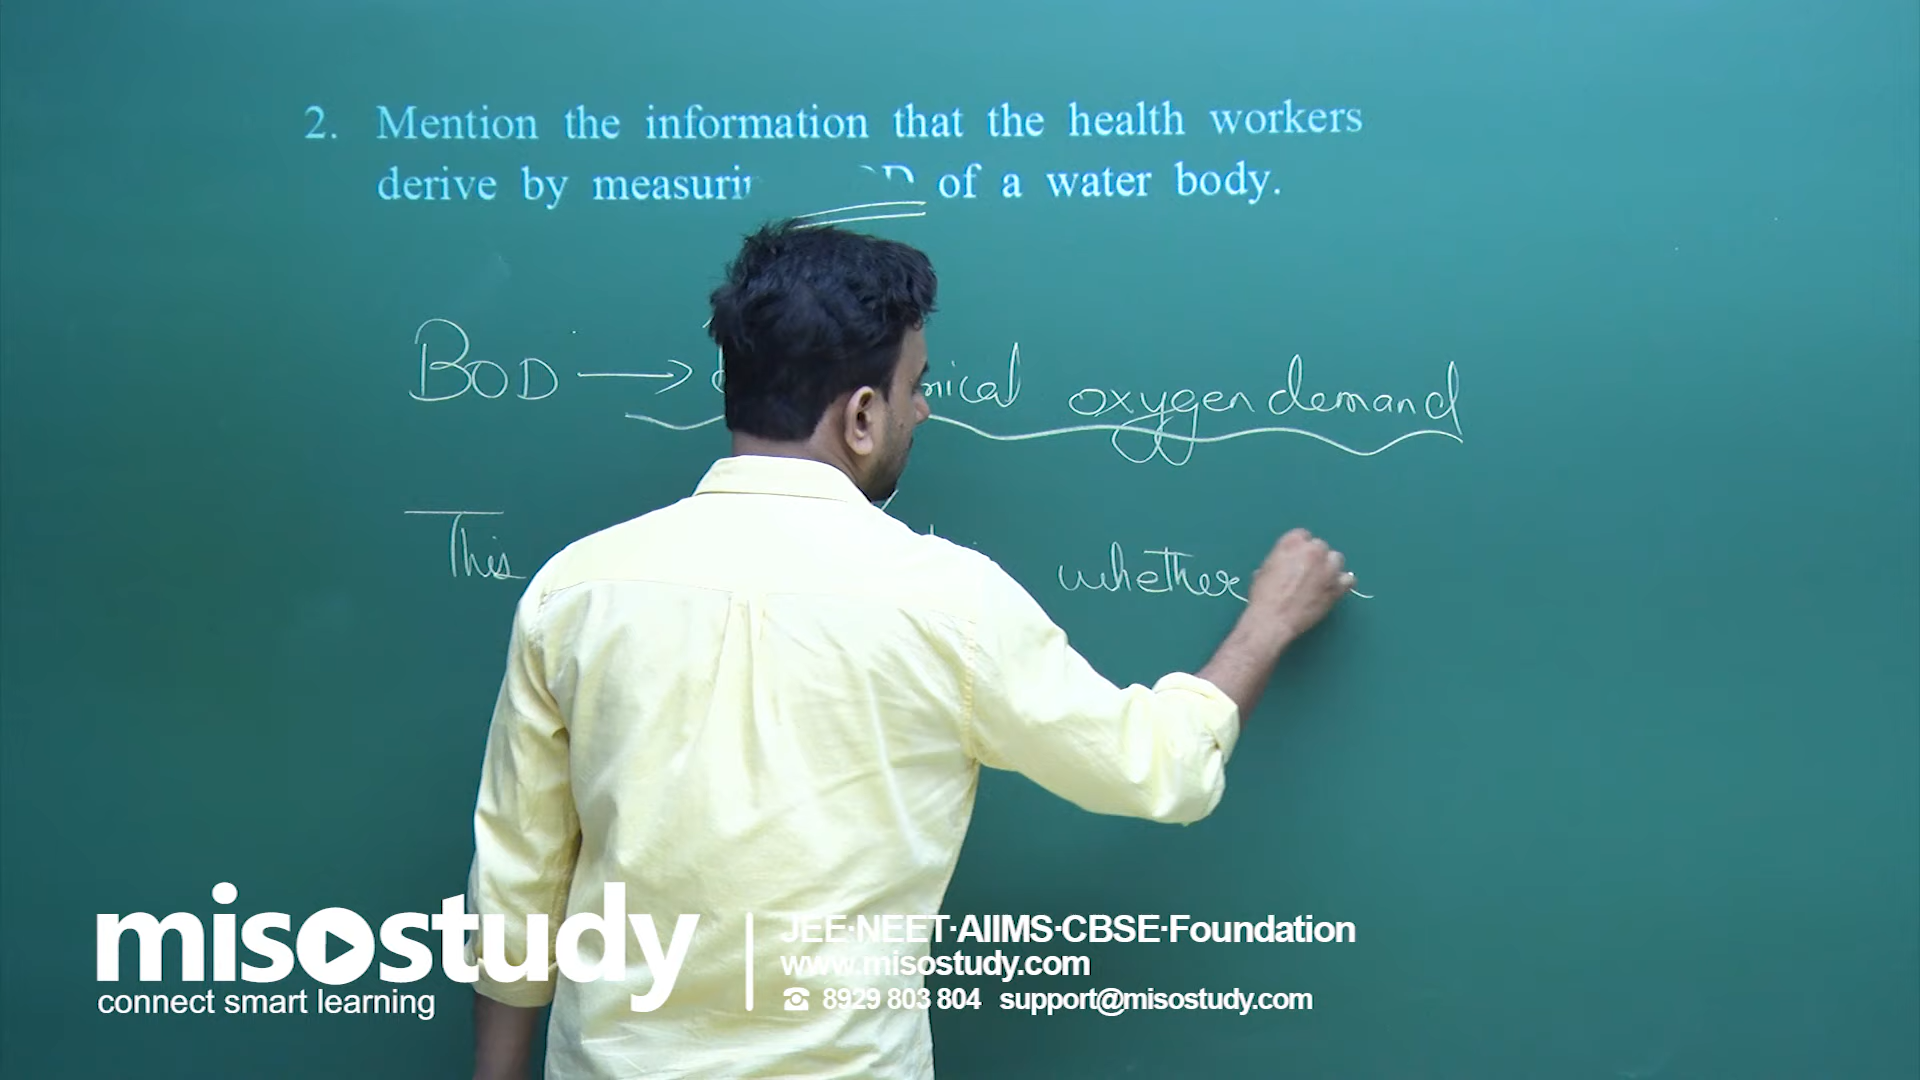 2. Mention the information that the health workers
derive by measuri of a water body.
BOD → mical oxygen demand
This whether
misostudy
connect smart learning
JEE·NEET·AIIMS·CBSE·Foundation
www.misostudy.com
☎ 8929 803 804 support@misostudy.com